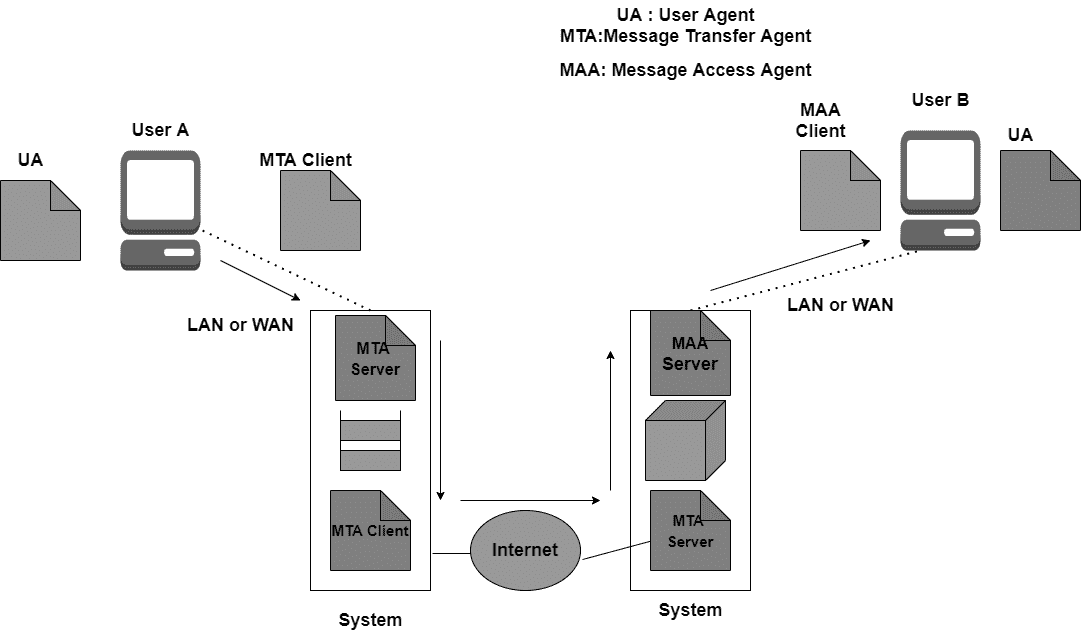 UA : User Agent
MTA:Message Transfer Agent
MAA: Message Access Agent
User A
UA
MTA Client
LAN or WAN
MTA
Server
MTA Client
System
Internet
MAA
Client
User B
UA
LAN or WAN
MAA
Server
MTA
Server
System